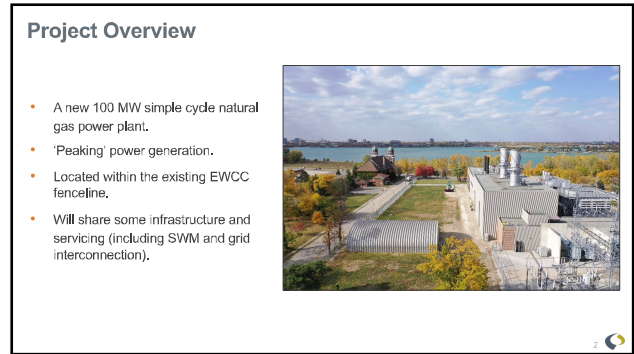 Project Overview
• A new 100 MW simple cycle natural
gas power plant.
• 'Peaking' power generation.
• Located within the existing EWCC
fenceline.
• Will share some infrastructure and
servicing (including SWM and grid
interconnection).
2